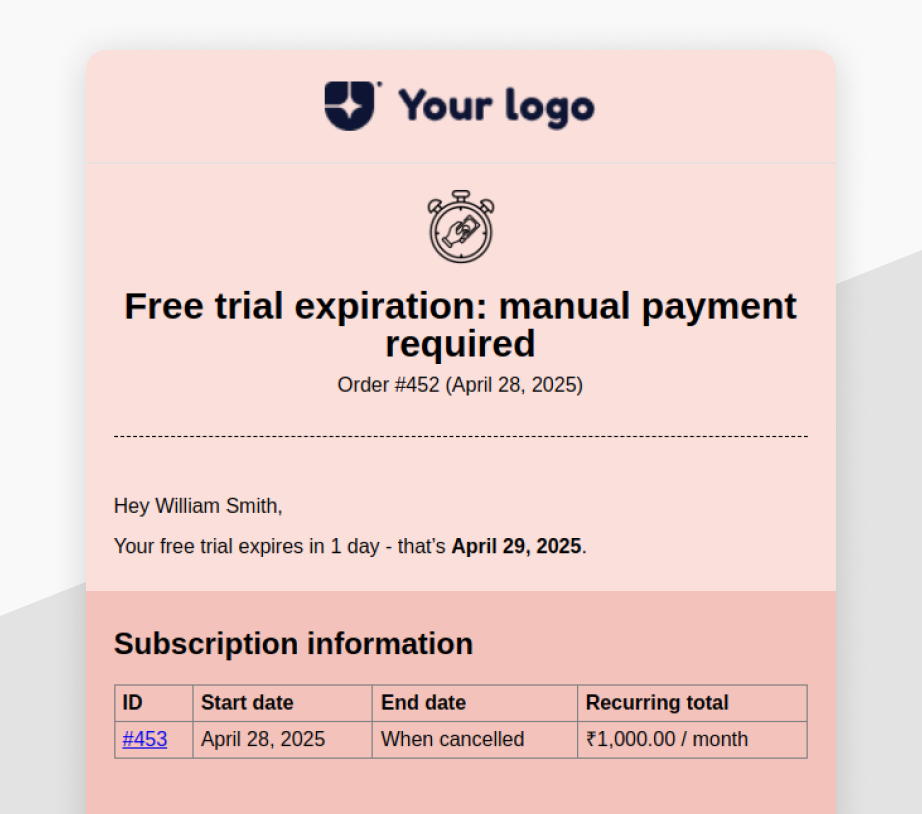 Your logo
Free trial expiration: manual payment
required
Order #452 (April 28, 2025)
Hey William Smith,
Your free trial expires in 1 day - that’s April 29, 2025.
Subscription information
ID Start date End date Recurring total
#453 April 28, 2025 When cancelled ₹1,000.00 / month